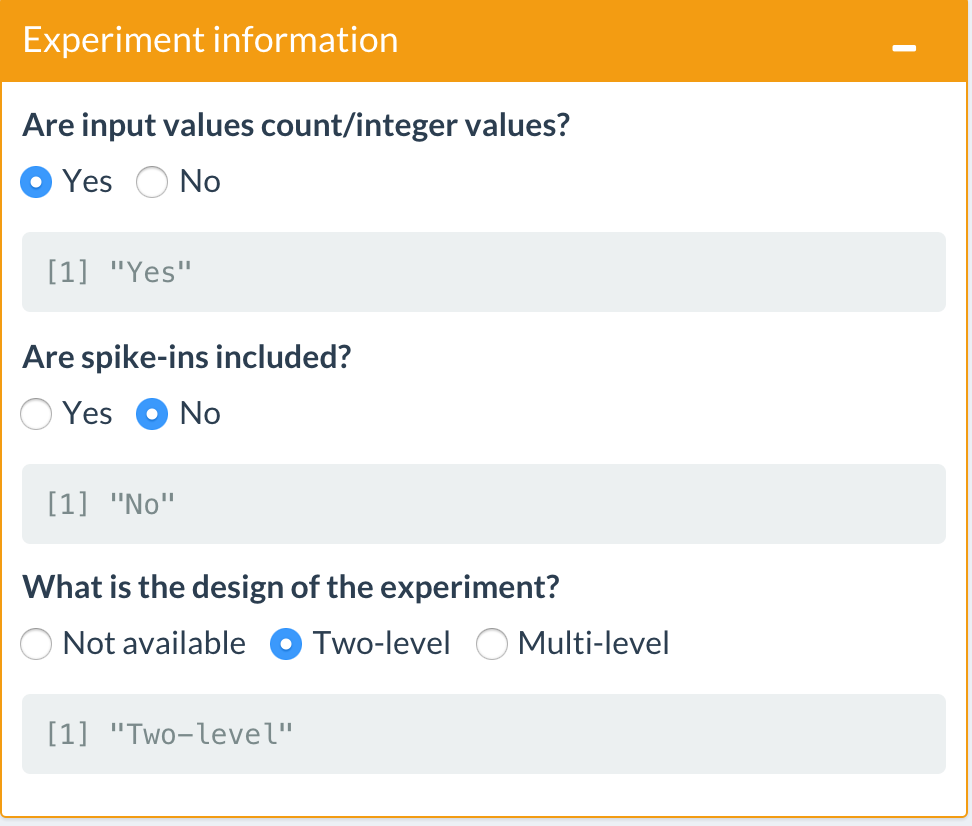 Experiment information
Are input values count/integer values?
Yes No
[1] "Yes"
Are spike-ins included?
Yes No
[1] "No"
What is the design of the experiment?
Not available Two-level Multi-level
[1] "Two-level"